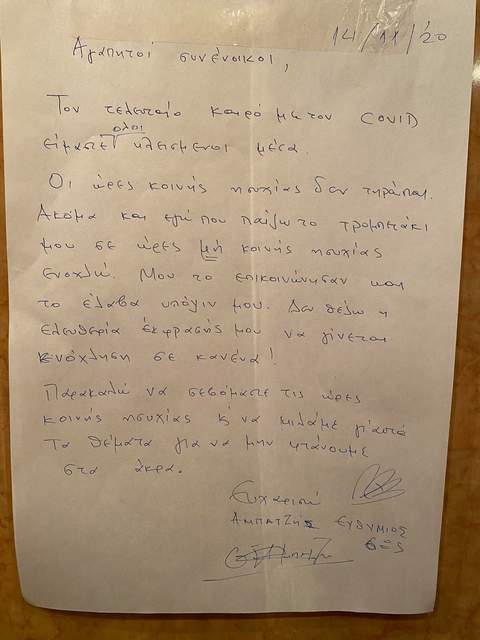 14/11/'20
Αγαπητοί συνένοικοι,
Τον τελευταίο καιρό με τον COVID
είμαστε όλοι κλεισμένοι μέσα.
Οι ώρες κοινής ησυχίας δεν τηρούνται.
Ακόμα και εγώ που παίζω το τρομπετάκι
μου σε ώρες μη κοινής ησυχίας
ενοχλώ. Μου το επικοινώνησαν και
το έλαβα υπόψιν μου. Δεν θέλω η
ελευθερία έκφρασής μου να γίνεται
ενόχληση σε κανένα!
Παρακαλώ να σεβόμαστε τις ώρες
κοινής ησυχίας κ' να μιλάμε γι'αυτά
τα θέματα για να μην φτάνουμε
στα άκρα.
Ευχαριστώ
ΑΜΠΑΤΖΗΣ ΕΥΘΥΜΙΟΣ
6ος